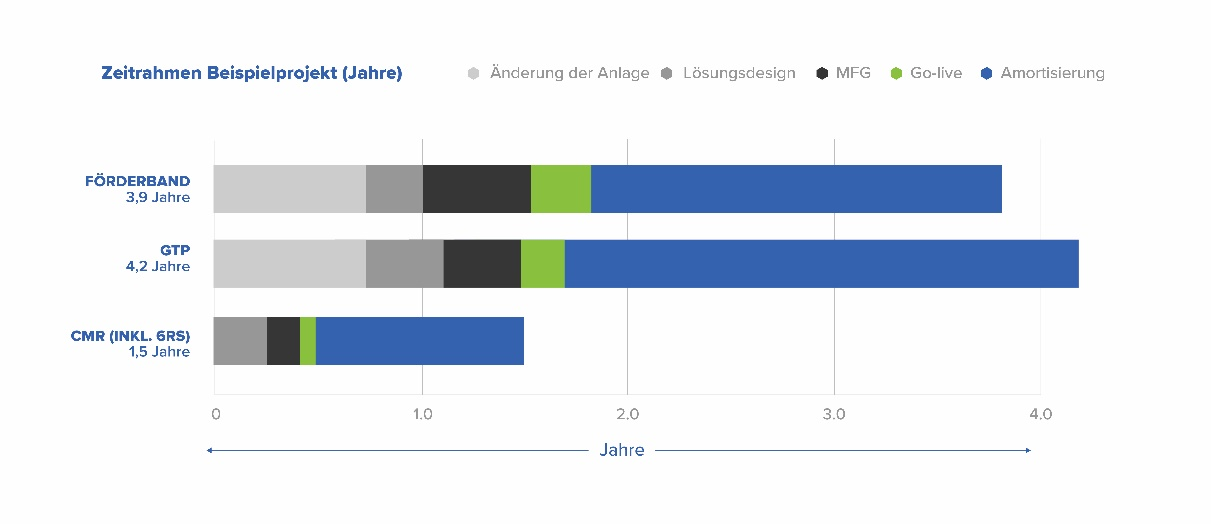 Zeitrahmen Beispielprojekt (Jahre)
Änderung der Anlage
Lösungsdesign
MFG
Go-live
Amortisierung
FÖRDERBAND
3,9 Jahre
GTP
4,2 Jahre
CMR (INKL. 6RS)
1,5 Jahre
0
1.0
2.0
3.0
4.0
Jahre